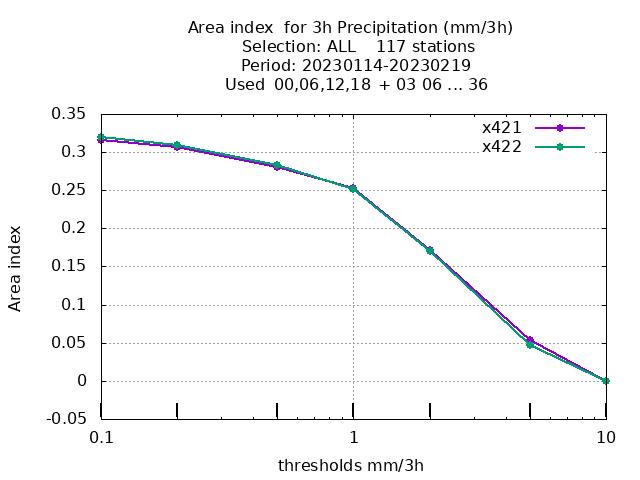 Area index  for 3h Precipitation (mm/3h)
Selection: ALL    117 stations
Period: 20230114-20230219
Used  00,06,12,18  + 03 06 ... 36
x421
x422
0.35
0.3
0.25
0.2
0.15
0.1
0.05
0
-0.05
Area index
0.1
1
10
thresholds mm/3h